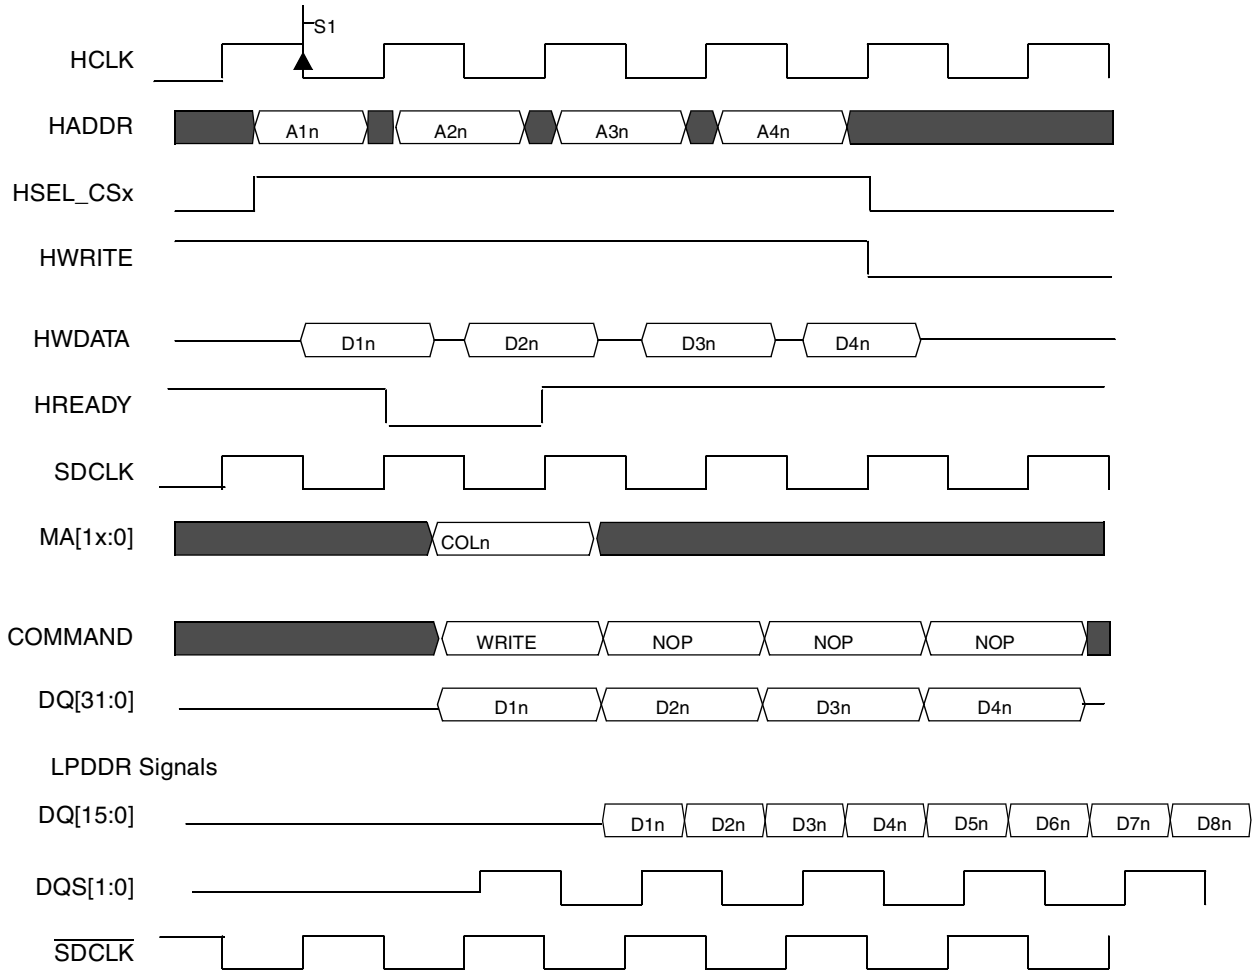 S1
HCLK
HADDR A1n A2n A3n A4n
HSEL_CSx
HWRITE
HWDATA D1n D2n D3n D4n
HREADY
SDCLK
MA[1x:0] COLn
COMMAND WRITE NOP NOP NOP
DQ[31:0] D1n D2n D3n D4n
LPDDR Signals
DQ[15:0] D1n D2n D3n D4n D5n D6n D7n D8n
DQS[1:0]
SDCLK